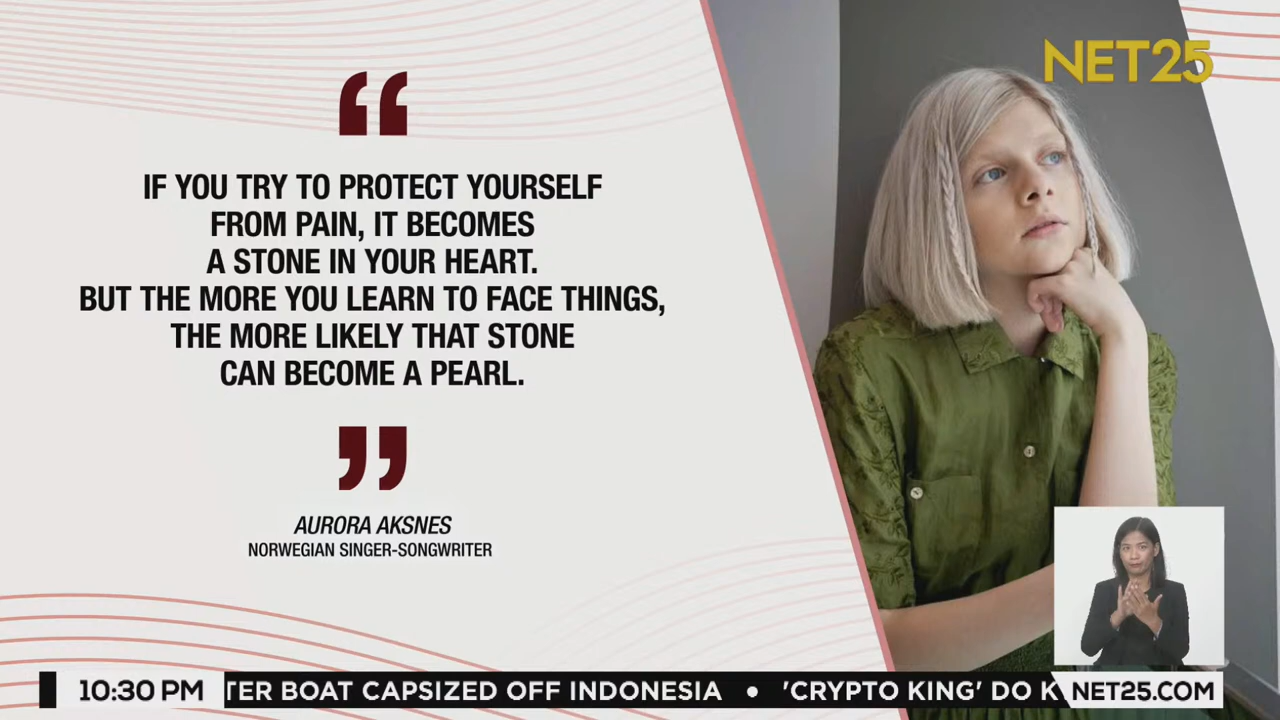 NET25
“
IF YOU TRY TO PROTECT YOURSELF
FROM PAIN, IT BECOMES
A STONE IN YOUR HEART.
BUT THE MORE YOU LEARN TO FACE THINGS,
THE MORE LIKELY THAT STONE
CAN BECOME A PEARL.
”
AURORA AKSNES
NORWEGIAN SINGER-SONGWRITER
10:30 PM TER BOAT CAPSIZED OFF INDONESIA • 'CRYPTO KING' DO K NET25.COM